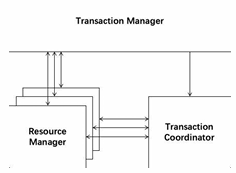 Transaction Manager
Resource
Manager
Transaction
Coordinator